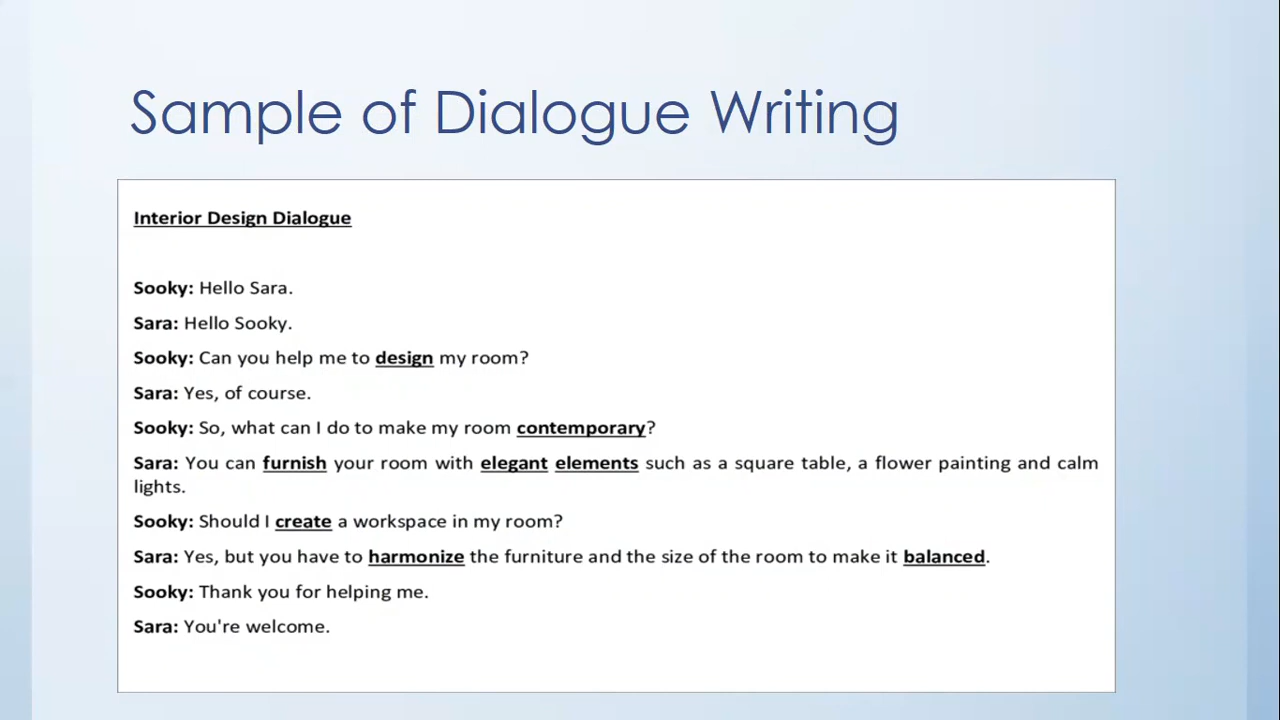 Sample of Dialogue Writing
Interior Design Dialogue
Sooky: Hello Sara.
Sara: Hello Sooky.
Sooky: Can you help me to design my room?
Sara: Yes, of course.
Sooky: So, what can I do to make my room contemporary?
Sara: You can furnish your room with elegant elements such as a square table, a flower painting and calm
lights.
Sooky: Should I create a workspace in my room?
Sara: Yes, but you have to harmonize the furniture and the size of the room to make it balanced.
Sooky: Thank you for helping me.
Sara: You're welcome.